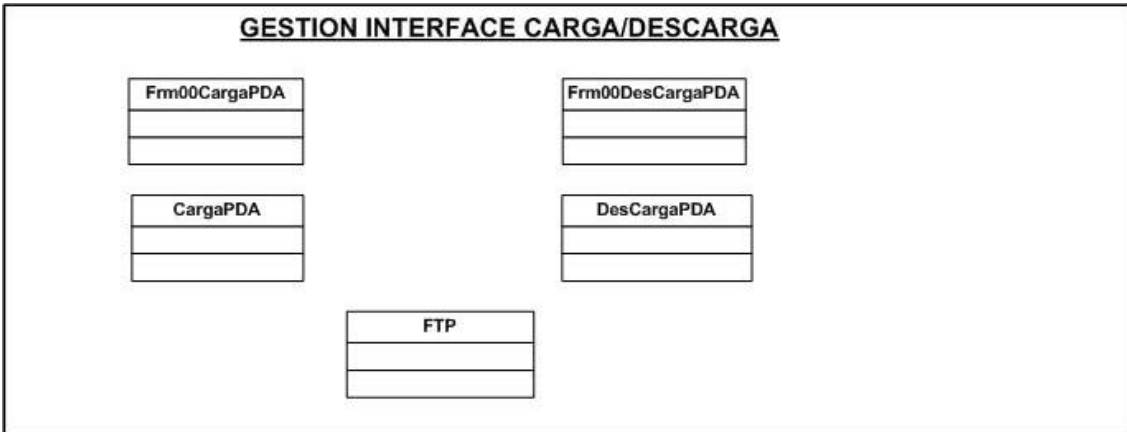 GESTION INTERFACE CARGA/DESCARGA
Frm00CargaPDA
Frm00DesCargaPDA
CargaPDA
DesCargaPDA
FTP